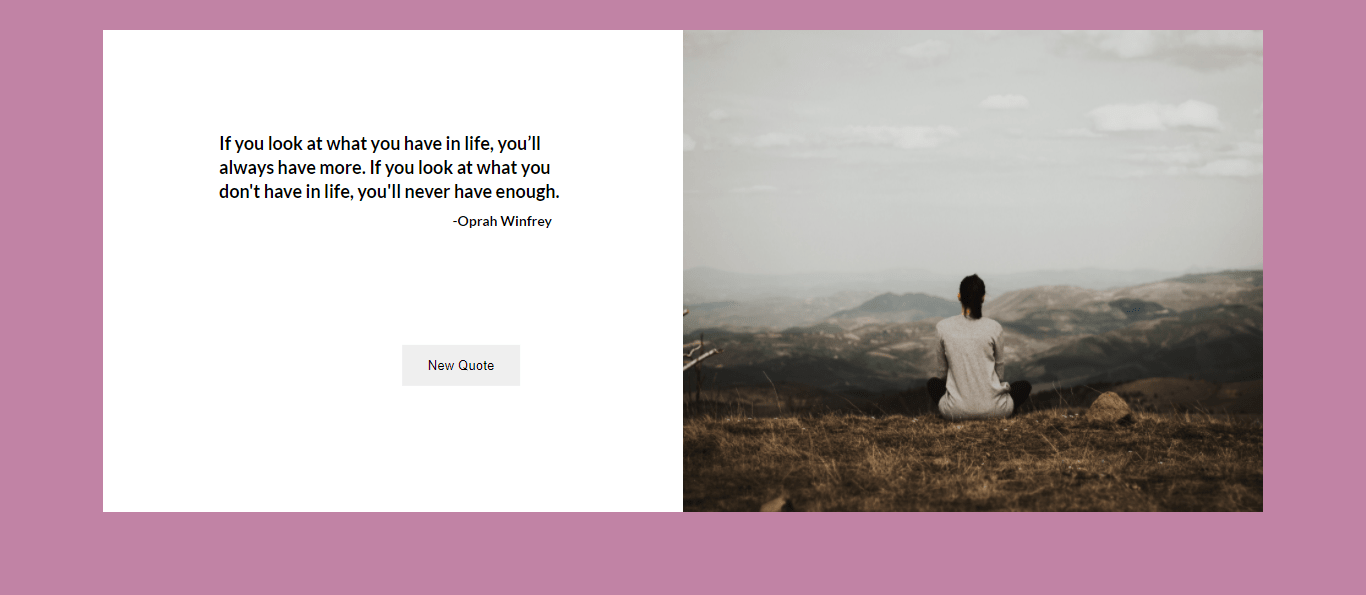 If you look at what you have in life, you’ll
always have more. If you look at what you
don't have in life, you'll never have enough.
-Oprah Winfrey
New Quote